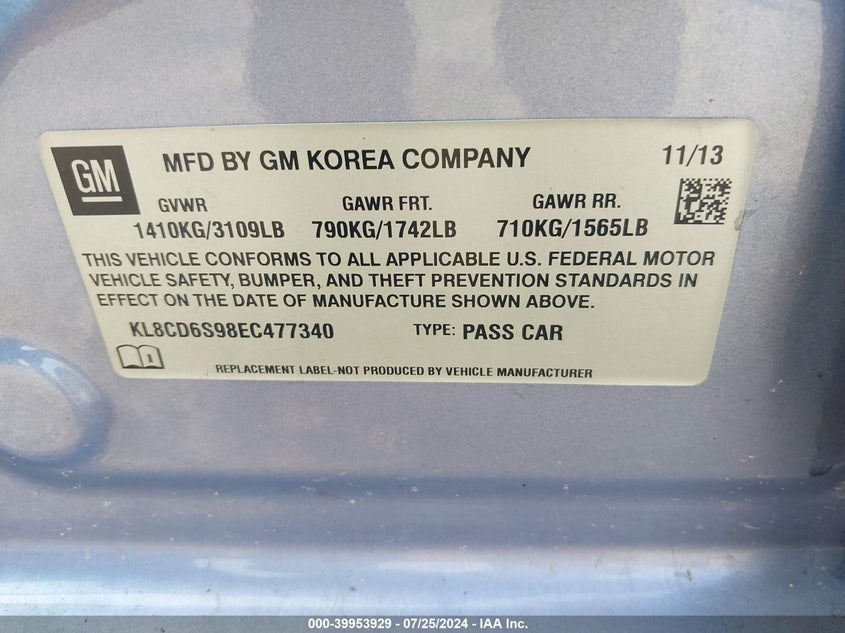 GM MFD BY GM KOREA COMPANY 11/13
GVWR GAWR FRT. GAWR RR.
1410KG/3109LB 790KG/1742LB 710KG/1565LB
THIS VEHICLE CONFORMS TO ALL APPLICABLE U.S. FEDERAL MOTOR
VEHICLE SAFETY, BUMPER, AND THEFT PREVENTION STANDARDS IN
EFFECT ON THE DATE OF MANUFACTURE SHOWN ABOVE.
KL8CD6S98EC477340 TYPE: PASS CAR
REPLACEMENT LABEL-NOT PRODUCED BY VEHICLE MANUFACTURER
000-39953929 - 07/25/2024 - IAA Inc.